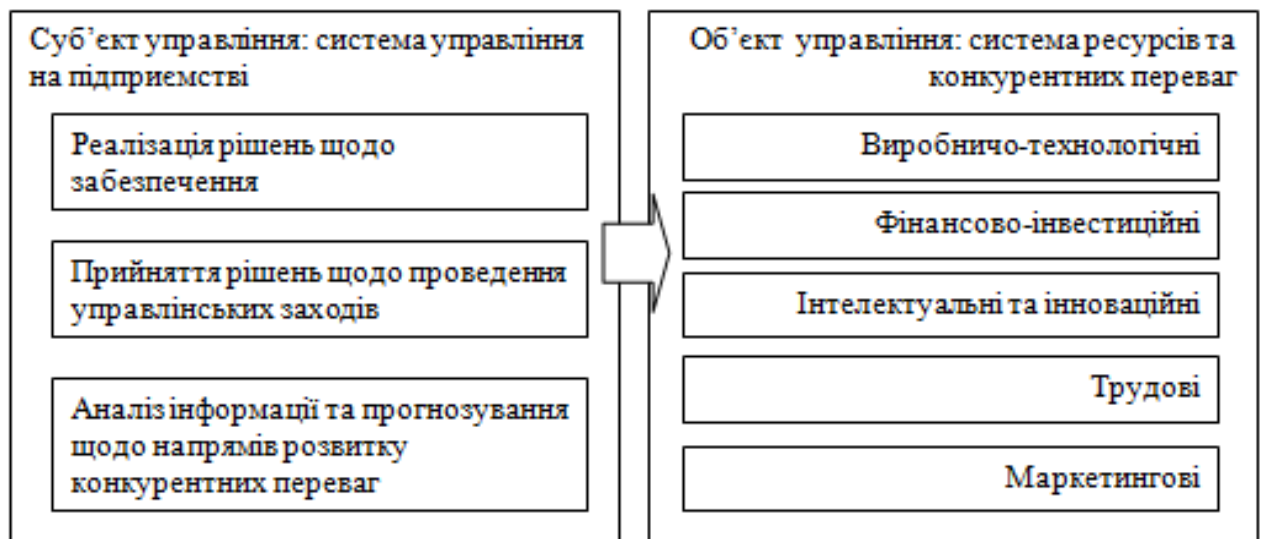 Суб’єкт управління: система управління
на підприємстві
Реалізація рішень щодо
забезпечення
Прийняття рішень щодо проведення
управлінських заходів
Аналіз інформації та прогнозування
щодо напрямів розвитку
конкурентних переваг
Об’єкт управління: система ресурсів та
конкурентних переваг
Виробничо-технологічні
Фінансово-інвестиційні
Інтелектуальні та інноваційні
Трудові
Маркетингові